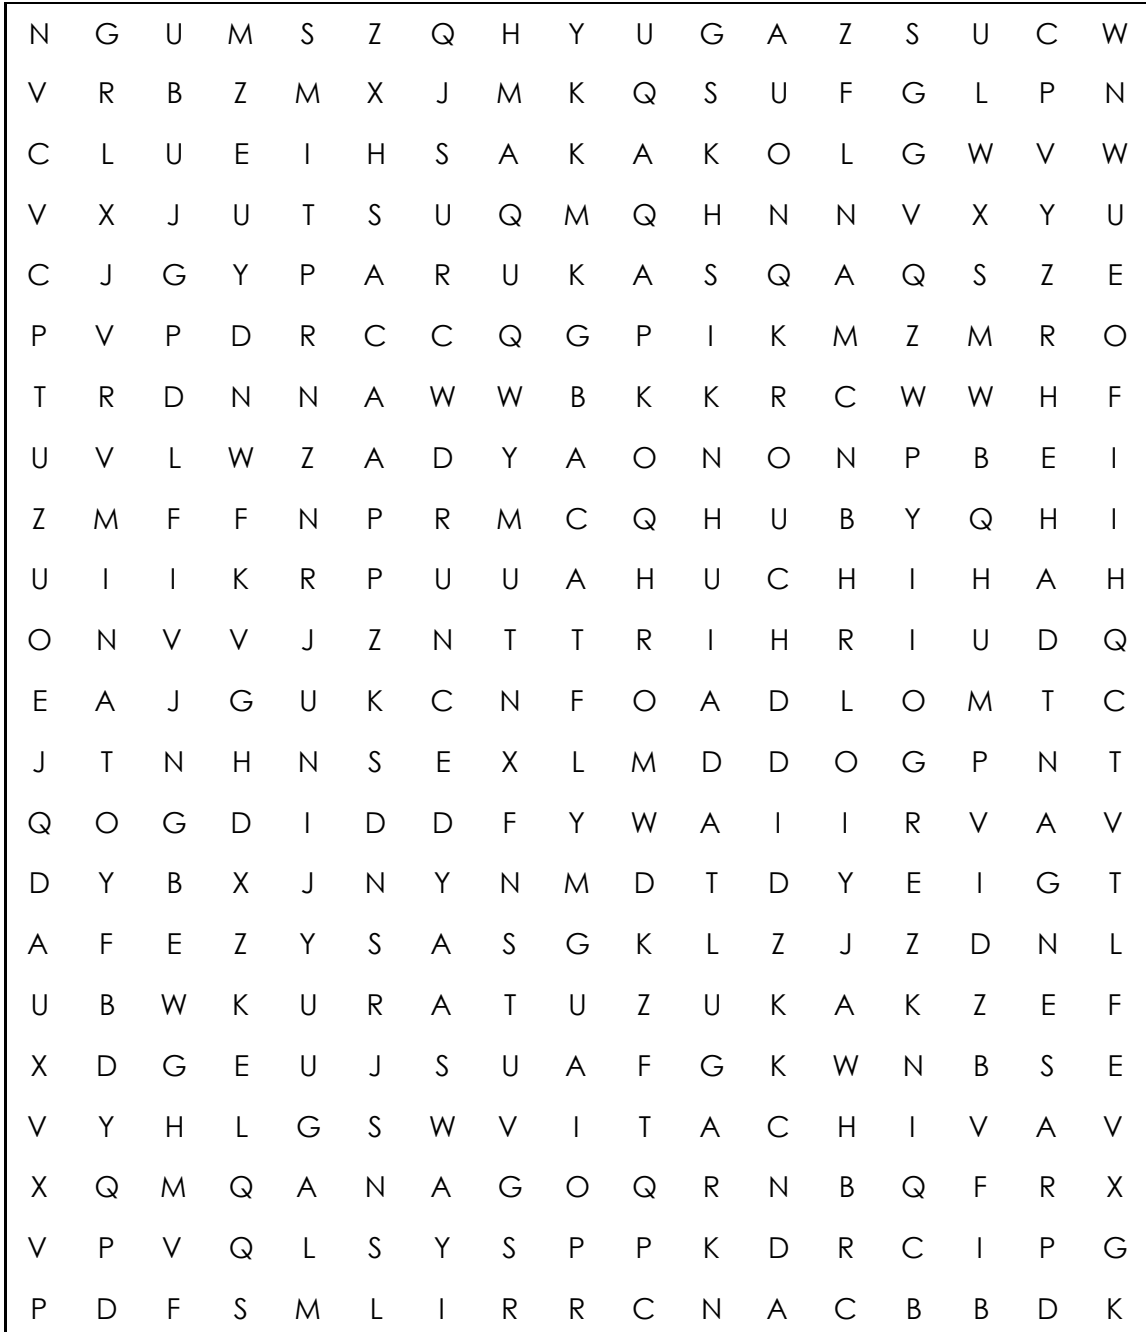 N G U M S Z Q H Y U G A Z S U C W
V R B Z M X J M K Q S U F G L P N
C L U E I H S A K A K O L G W V W
V X J U T S U Q M Q H N N V X Y U
C J G Y P A R U K A S Q A Q S Z E
P V P D R C C Q G P I K M Z M R O
T R D N N A W W B K K R C W W H F
U V L W Z A D Y A O N O N P B E I
Z M F F N P R M C Q H U B Y Q H I
U I I K R P U U A H U C H I H A H
O N V V J Z N T T R I H R I U D Q
E A J G U K C N F O A D L O M T C
J T N H N S E X L M D D O G P N T
Q O G D I D D F Y W A I I R V A V
D Y B X J N Y N M D T D Y E I G T
A F E Z Y S A S G K L Z J Z D N L
U B W K U R A T U Z U K A K Z E F
X D G E U J S U A F G K W N B S E
V Y H L G S W V I T A C H I V A V
X Q M Q A N A G O Q R N B Q F R X
V P V Q L S Y S P P K D R C I P G
P D F S M L I R R C N A C B B D K